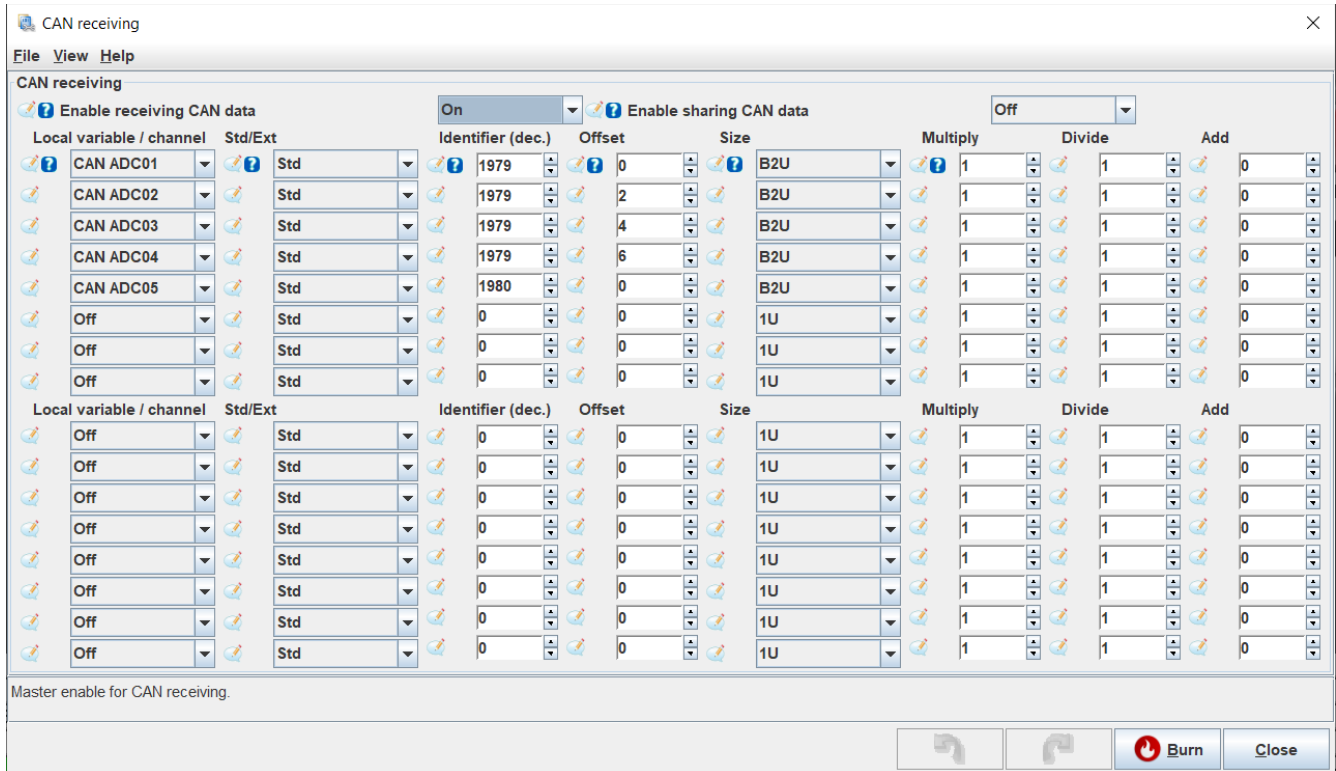 CAN receiving
File View Help
CAN receiving
Enable receiving CAN data On Enable sharing CAN data Off
Local variable / channel Std/Ext Identifier (dec.) Offset Size Multiply Divide Add
CAN ADC01 Std 1979 0 B2U 1 1 0
CAN ADC02 Std 1979 2 B2U 1 1 0
CAN ADC03 Std 1979 4 B2U 1 1 0
CAN ADC04 Std 1979 6 B2U 1 1 0
CAN ADC05 Std 1980 0 B2U 1 1 0
Off Std 0 0 1U 1 1 0
Off Std 0 0 1U 1 1 0
Off Std 0 0 1U 1 1 0
Local variable / channel Std/Ext Identifier (dec.) Offset Size Multiply Divide Add
Off Std 0 0 1U 1 1 0
Off Std 0 0 1U 1 1 0
Off Std 0 0 1U 1 1 0
Off Std 0 0 1U 1 1 0
Off Std 0 0 1U 1 1 0
Off Std 0 0 1U 1 1 0
Off Std 0 0 1U 1 1 0
Off Std 0 0 1U 1 1 0
Master enable for CAN receiving.
Burn Close